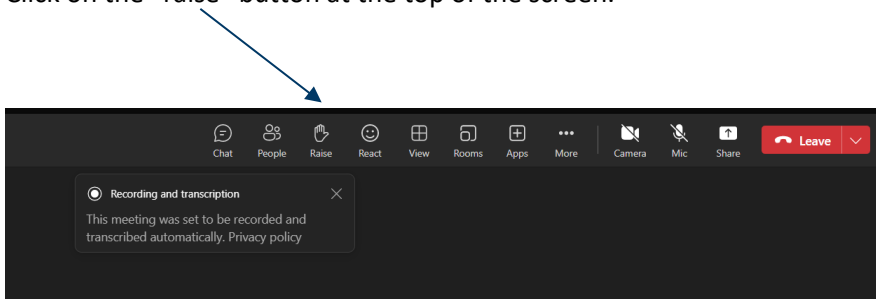 Click on the "raise" button at the top of the screen.
Chat People Raise React View Rooms Apps More Camera Mic Share Leave
Recording and transcription
This meeting was set to be recorded and
transcribed automatically. Privacy policy